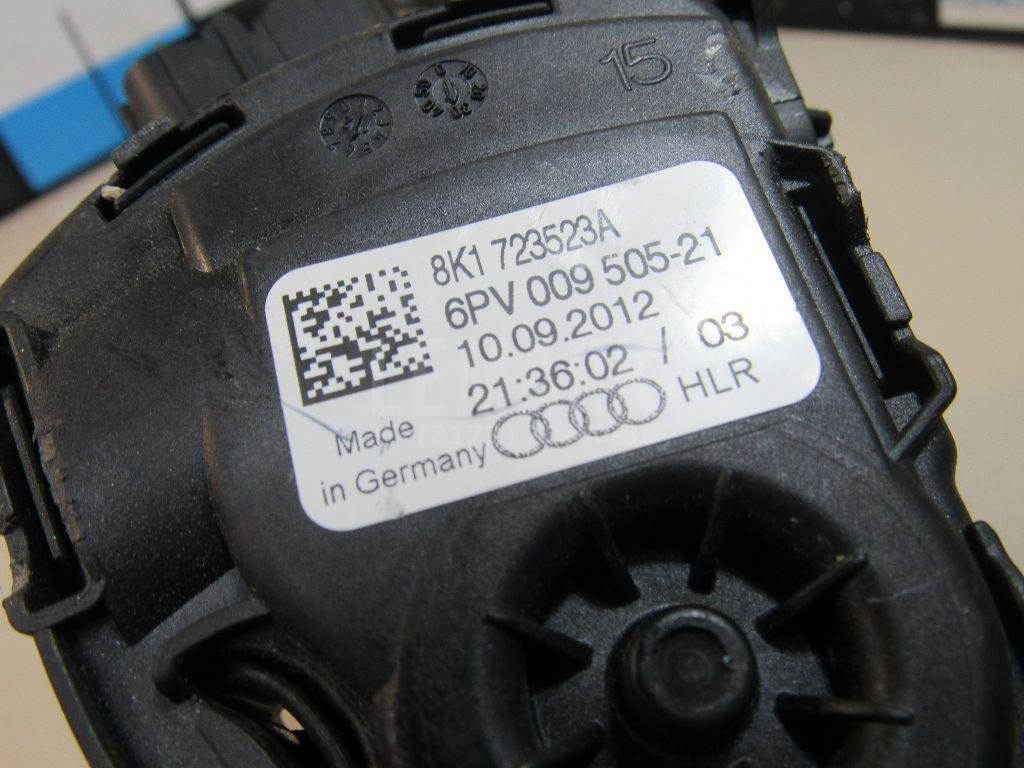 15
8K1 723523A
6PV 009 505-21
10.09.2012
21:36:02 / 03
Made
in Germany HLR